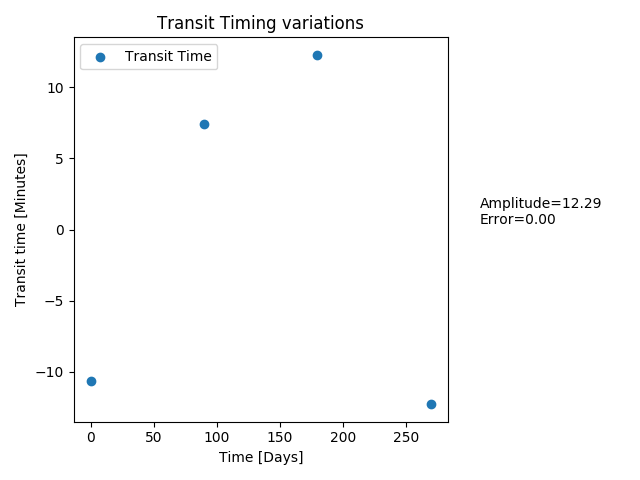 Transit Timing variations
Transit Time
10
5
0
−5
−10
Transit time [Minutes]
0
50
100
150
200
250
Time [Days]
Amplitude=12.29
Error=0.00